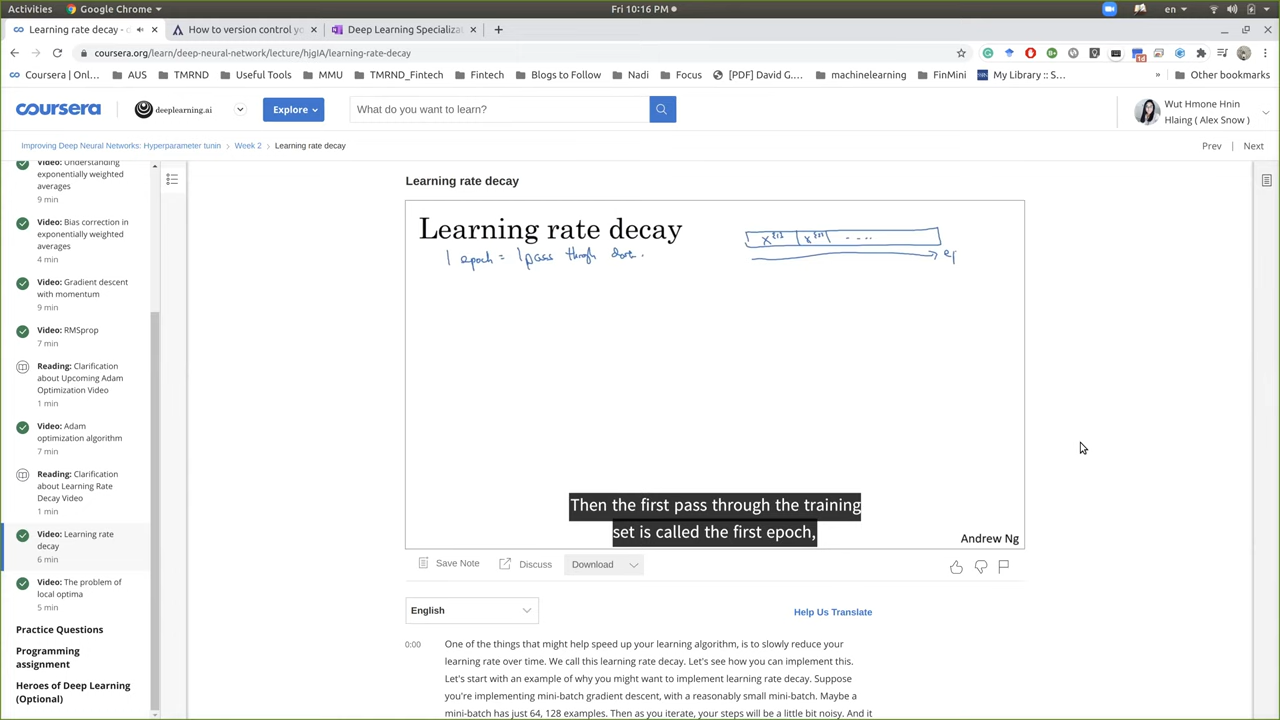 Activities
Google Chrome
Fri 10:16 PM
en
Learning rate decay -
How to version control yo
Deep Learning Specializat
coursera.org/learn/deep-neural-network/lecture/hjgIA/learning-rate-decay
Coursera | Onl...
AUS
TMRND
Useful Tools
MMU
TMRND_Fintech
Fintech
Blogs to Follow
Nadi
Focus
[PDF] David G....
machinelearning
FinMini
My Library :: S...
»
Other bookmarks
coursera
deeplearning.ai
Explore
What do you want to learn?
Wut Hmone Hnin
Hlaing ( Alex Snow )
Improving Deep Neural Networks: Hyperparameter tunin
Week 2
Learning rate decay
Prev
Next
Video: Understanding
exponentially weighted
averages
9 min
Video: Bias correction in
exponentially weighted
averages
4 min
Video: Gradient descent
with momentum
9 min
Video: RMSprop
7 min
Reading: Clarification
about Upcoming Adam
Optimization Video
1 min
Video: Adam
optimization algorithm
7 min
Reading: Clarification
about Learning Rate
Decay Video
1 min
Video: Learning rate
decay
6 min
Video: The problem of
local optima
5 min
Practice Questions
Programming
assignment
Heroes of Deep Learning
(Optional)
Learning rate decay
Learning rate decay
1 epoch = 1 pass through data.
X{1} X{2} ....
ep
Then the first pass through the training
set is called the first epoch,
Andrew Ng
Save Note
Discuss
Download
English
Help Us Translate
0:00
One of the things that might help speed up your learning algorithm, is to slowly reduce your
learning rate over time. We call this learning rate decay. Let's see how you can implement this.
Let's start with an example of why you might want to implement learning rate decay. Suppose
you're implementing mini-batch gradient descent, with a reasonably small mini-batch. Maybe a
mini-batch has just 64, 128 examples. Then as you iterate, your steps will be a little bit noisy. And it